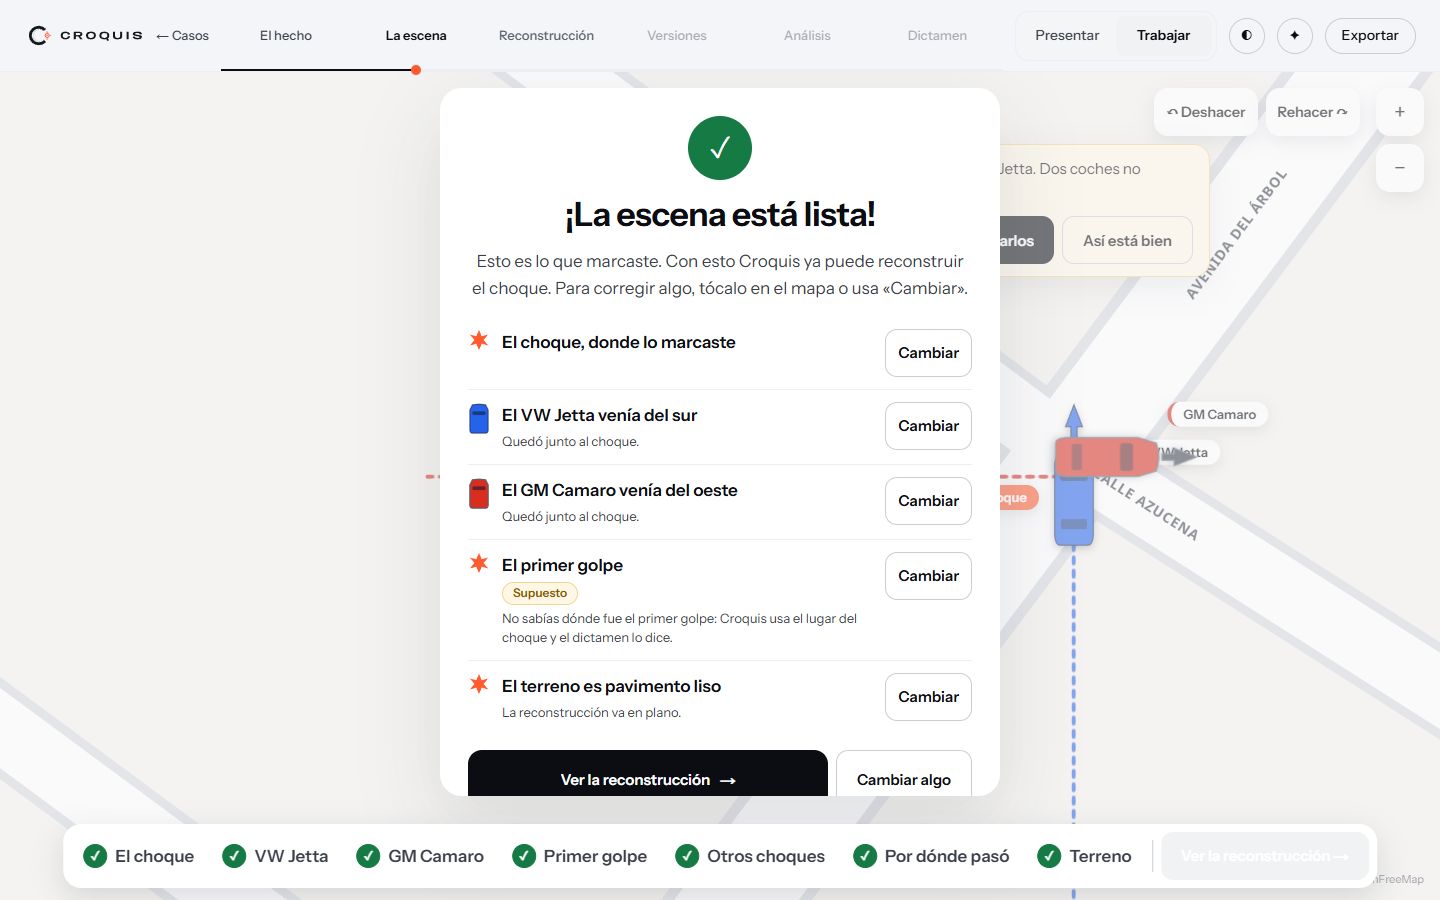 CROQUIS
← Casos
El hecho
La escena
Reconstrucción
Versiones
Análisis
Dictamen
Presentar
Trabajar
Exportar
Deshacer
Rehacer
+
−
Jetta. Dos coches no
arlos
Así está bien
AVENIDA DEL ÁRBOL
¡La escena está lista!
Esto es lo que marcaste. Con esto Croquis ya puede reconstruir
el choque. Para corregir algo, tócalo en el mapa o usa «Cambiar».
El choque, donde lo marcaste
Cambiar
El VW Jetta venía del sur
Quedó junto al choque.
Cambiar
El GM Camaro venía del oeste
Quedó junto al choque.
Cambiar
El primer golpe
Supuesto
No sabías dónde fue el primer golpe: Croquis usa el lugar del
choque y el dictamen lo dice.
Cambiar
El terreno es pavimento liso
La reconstrucción va en plano.
Cambiar
Ver la reconstrucción →
Cambiar algo
GM Camaro
VW Jetta
oque
CALLE AZUCENA
El choque
VW Jetta
GM Camaro
Primer golpe
Otros choques
Por dónde pasó
Terreno
Ver la reconstrucción →
nFreeMap